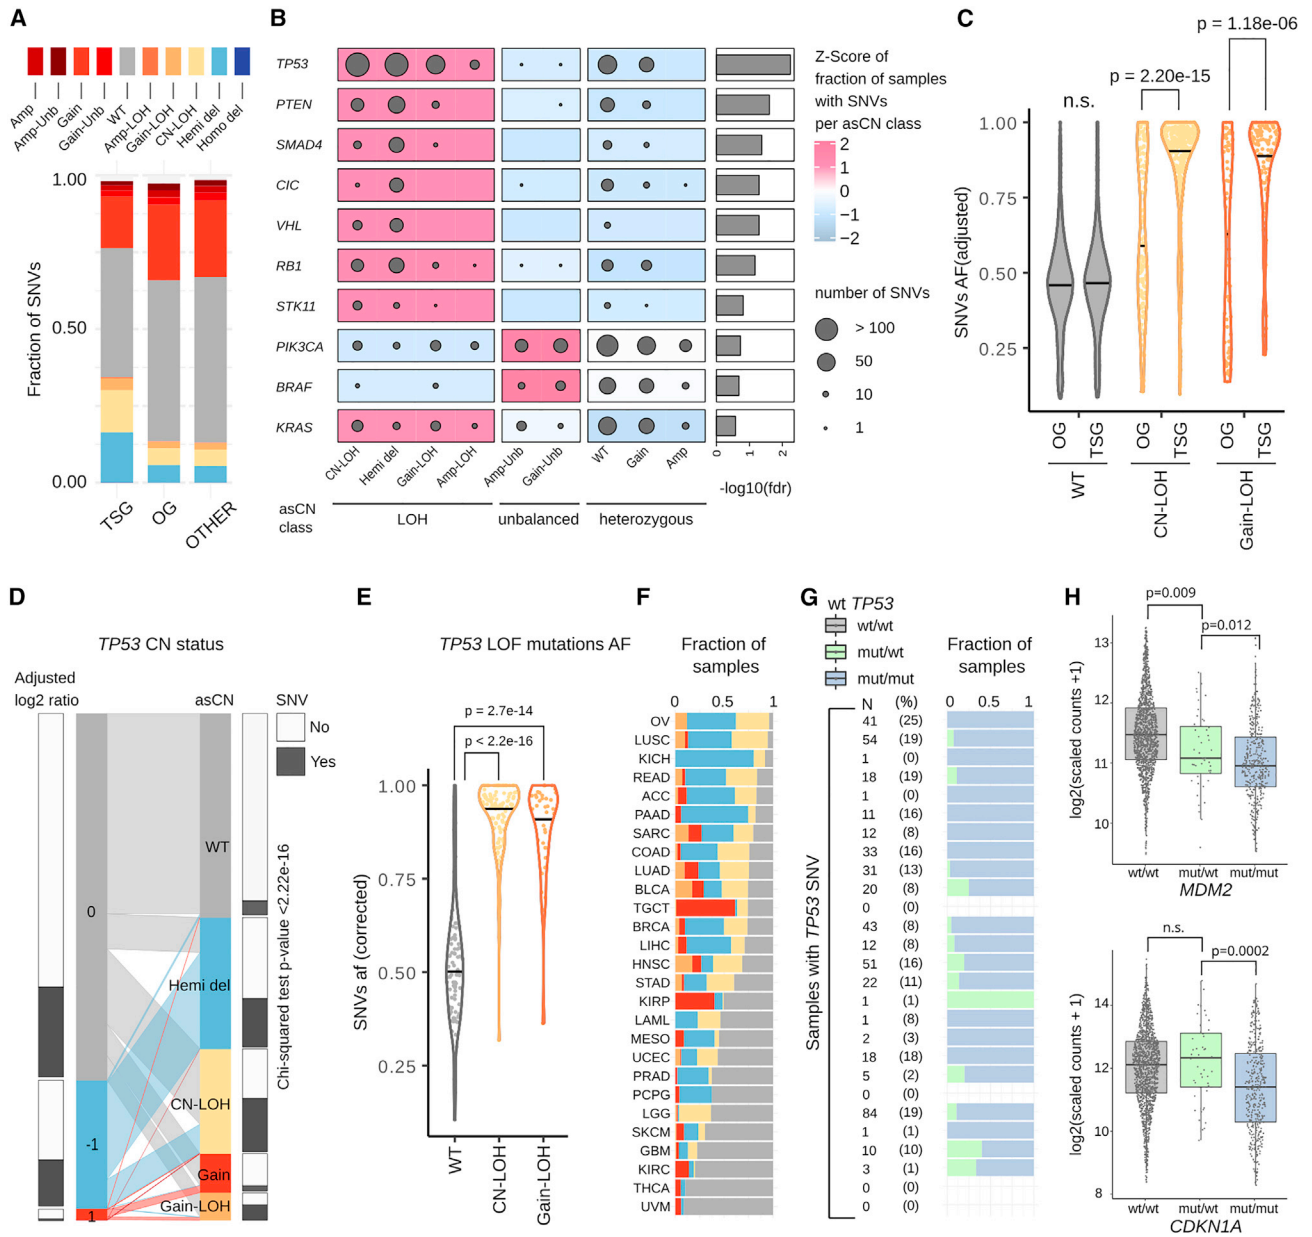 A
Amp
Amp-Unb
Gain
Gain-Unb
WT
Amp-LOH
Gain-LOH
CN-LOH
Hemi del
Homo del
Fraction of SNVs
1.00
0.50
0.00
TSG
OG
OTHER
B
TP53
PTEN
SMAD4
CIC
VHL
RB1
STK11
PIK3CA
BRAF
KRAS
CN-LOH
Hemi del
Gain-LOH
Amp-LOH
Amp-Unb
Gain-Unb
WT
Gain
Amp
0 1 2
-log10(fdr)
asCN class
LOH
unbalanced
heterozygous
Z-Score of
fraction of samples
with SNVs
per asCN class
2
1
0
−1
−2
number of SNVs
> 100
50
10
1
C
p = 1.18e-06
p = 2.20e-15
n.s.
SNVs AF(adjusted)
1.00
0.75
0.50
0.25
OG
TSG
OG
TSG
OG
TSG
WT
CN-LOH
Gain-LOH
D
TP53 CN status
Adjusted
log2 ratio
asCN
SNV
No
Yes
0
-1
1
WT
Hemi del
CN-LOH
Gain
Gain-LOH
Chi-squared test p-value <2.22e-16
E
TP53 LOF mutations AF
p = 2.7e-14
p < 2.2e-16
SNVs af (corrected)
1.00
0.75
0.50
0.25
WT
CN-LOH
Gain-LOH
F
Fraction of
samples
0 0.5 1
OV
LUSC
KICH
READ
ACC
PAAD
SARC
COAD
LUAD
BLCA
TGCT
BRCA
LIHC
HNSC
STAD
KIRP
LAML
MESO
UCEC
PRAD
PCPG
LGG
SKCM
GBM
KIRC
THCA
UVM
G
wt TP53
wt/wt
mut/wt
mut/mut
Samples with TP53 SNV
N (%)
41 (25)
54 (19)
1 (0)
18 (19)
1 (0)
11 (16)
12 (8)
33 (16)
31 (13)
20 (8)
0 (0)
43 (8)
12 (8)
51 (16)
22 (11)
1 (1)
1 (8)
2 (3)
18 (18)
5 (2)
0 (0)
84 (19)
1 (1)
10 (10)
3 (1)
0 (0)
0 (0)
Fraction of
samples
0 0.5 1
H
p=0.009
p=0.012
log2(scaled counts +1)
13
12
11
10
wt/wt mut/wt mut/mut
MDM2
n.s.
p=0.0002
log2(scaled counts + 1)
14
12
10
8
wt/wt mut/wt mut/mut
CDKN1A